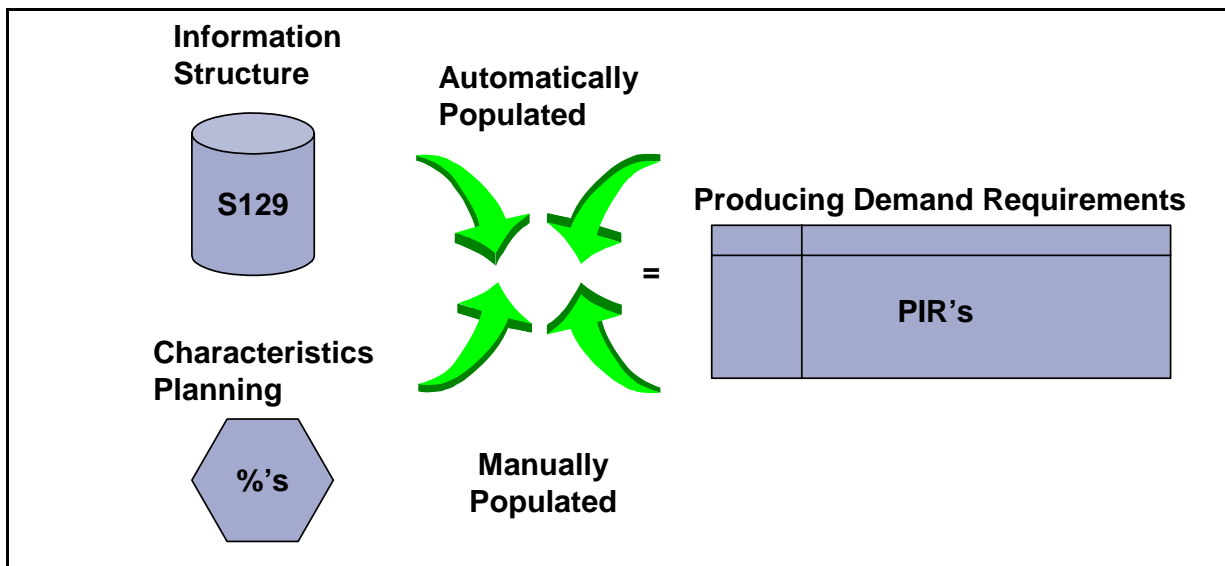 Information
Structure
S129
Automatically
Populated
Producing Demand Requirements
=
PIR’s
Characteristics
Planning
%’s
Manually
Populated